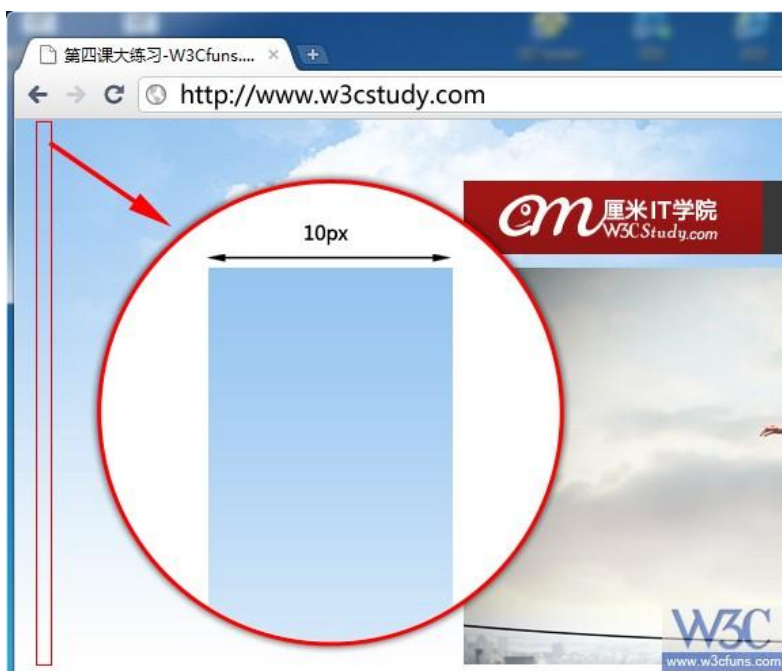 第四课大练习-W3Cfuns....
http://www.w3cstudy.com
10px
cm 厘米IT学院
W3CStudy.com
W3C
www.w3cfuns.com